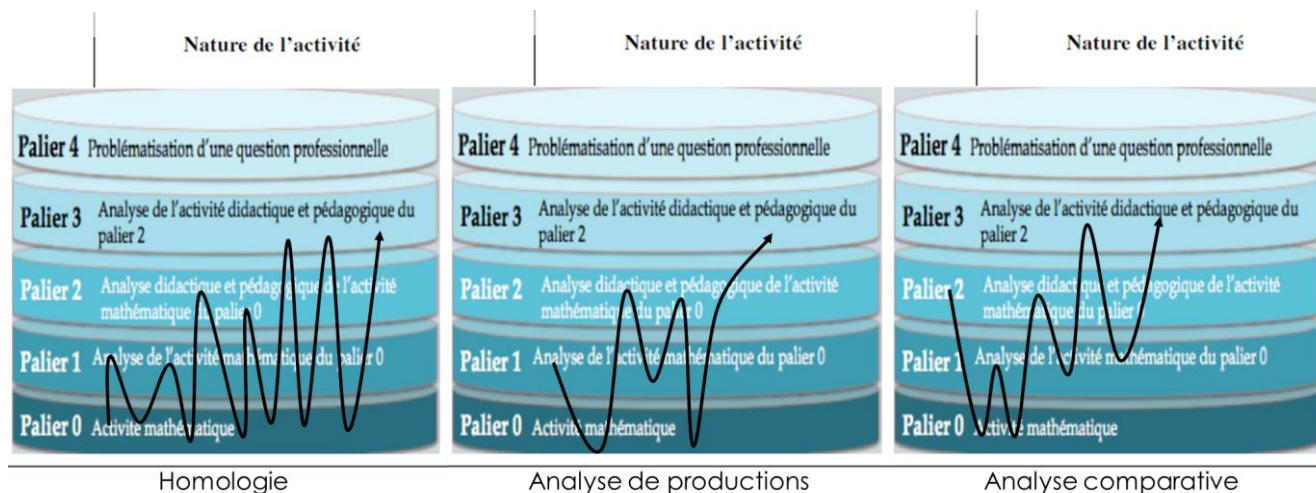 Nature de l’activité
Palier 4 Problématisation d’une question professionnelle
Palier 3 Analyse de l’activité didactique et pédagogique du
palier 2
Palier 2 Analyse didactique et pédagogique de l’activité
mathématique du palier 0
Palier 1 Analyse de l’activité mathématique du palier 0
Palier 0 Activité mathématique
Homologie
Nature de l’activité
Palier 4 Problématisation d’une question professionnelle
Palier 3 Analyse de l’activité didactique et pédagogique du
palier 2
Palier 2 Analyse didactique et pédagogique de l’activité
mathématique du palier 0
Palier 1 Analyse de l’activité mathématique du palier 0
Palier 0 Activité mathématique
Analyse de productions
Nature de l’activité
Palier 4 Problématisation d’une question professionnelle
Palier 3 Analyse de l’activité didactique et pédagogique du
palier 2
Palier 2 Analyse didactique et pédagogique de l’activité
mathématique du palier 0
Palier 1 Analyse de l’activité mathématique du palier 0
Palier 0 Activité mathématique
Analyse comparative